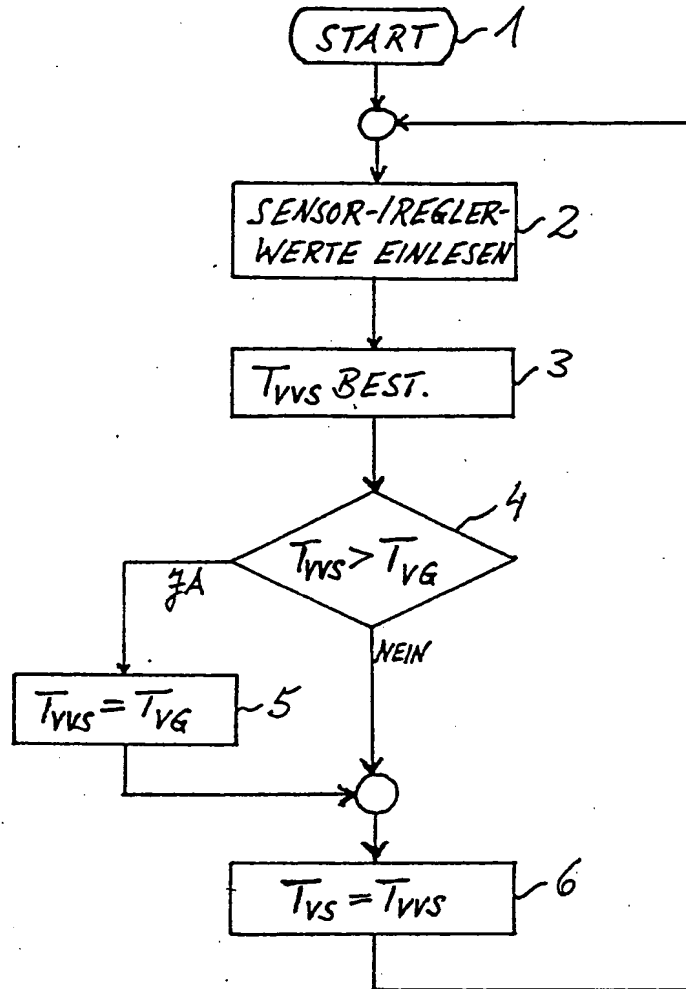 START
1
SENSOR-/REGLER-
WERTE EINLESEN
2
TVVS BEST.
3
TVVS > TVG
4
JA
NEIN
TVVS = TVG
5
TVS = TVVS
6